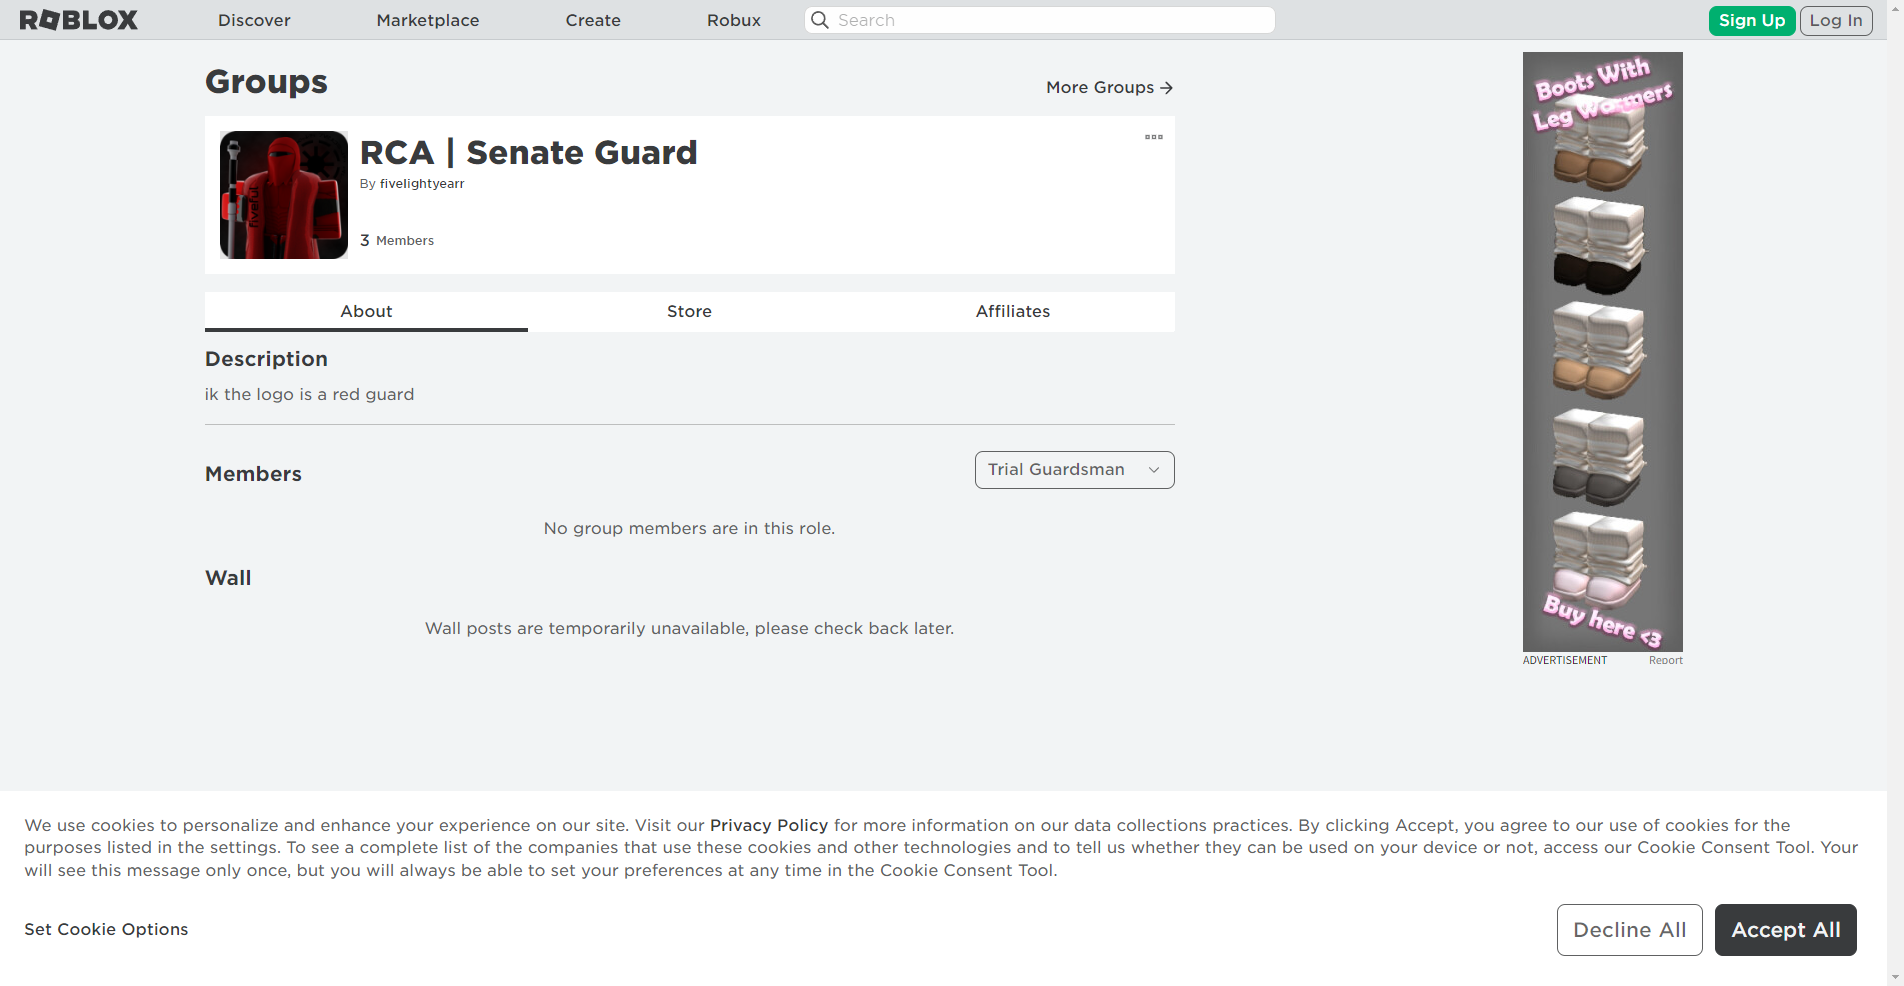 ROBLOX
Discover
Marketplace
Create
Robux
Search
Sign Up
Log In
Groups
More Groups
fiveful
RCA | Senate Guard
By fivelightyearr
3 Members
About
Store
Affiliates
Description
ik the logo is a red guard
Members
Trial Guardsman
No group members are in this role.
Wall
Wall posts are temporarily unavailable, please check back later.
Boots With
Leg Warmers
Buy here <3
ADVERTISEMENT
Report
We use cookies to personalize and enhance your experience on our site. Visit our Privacy Policy for more information on our data collections practices. By clicking Accept, you agree to our use of cookies for the
purposes listed in the settings. To see a complete list of the companies that use these cookies and other technologies and to tell us whether they can be used on your device or not, access our Cookie Consent Tool. Your
will see this message only once, but you will always be able to set your preferences at any time in the Cookie Consent Tool.
Set Cookie Options
Decline All
Accept All